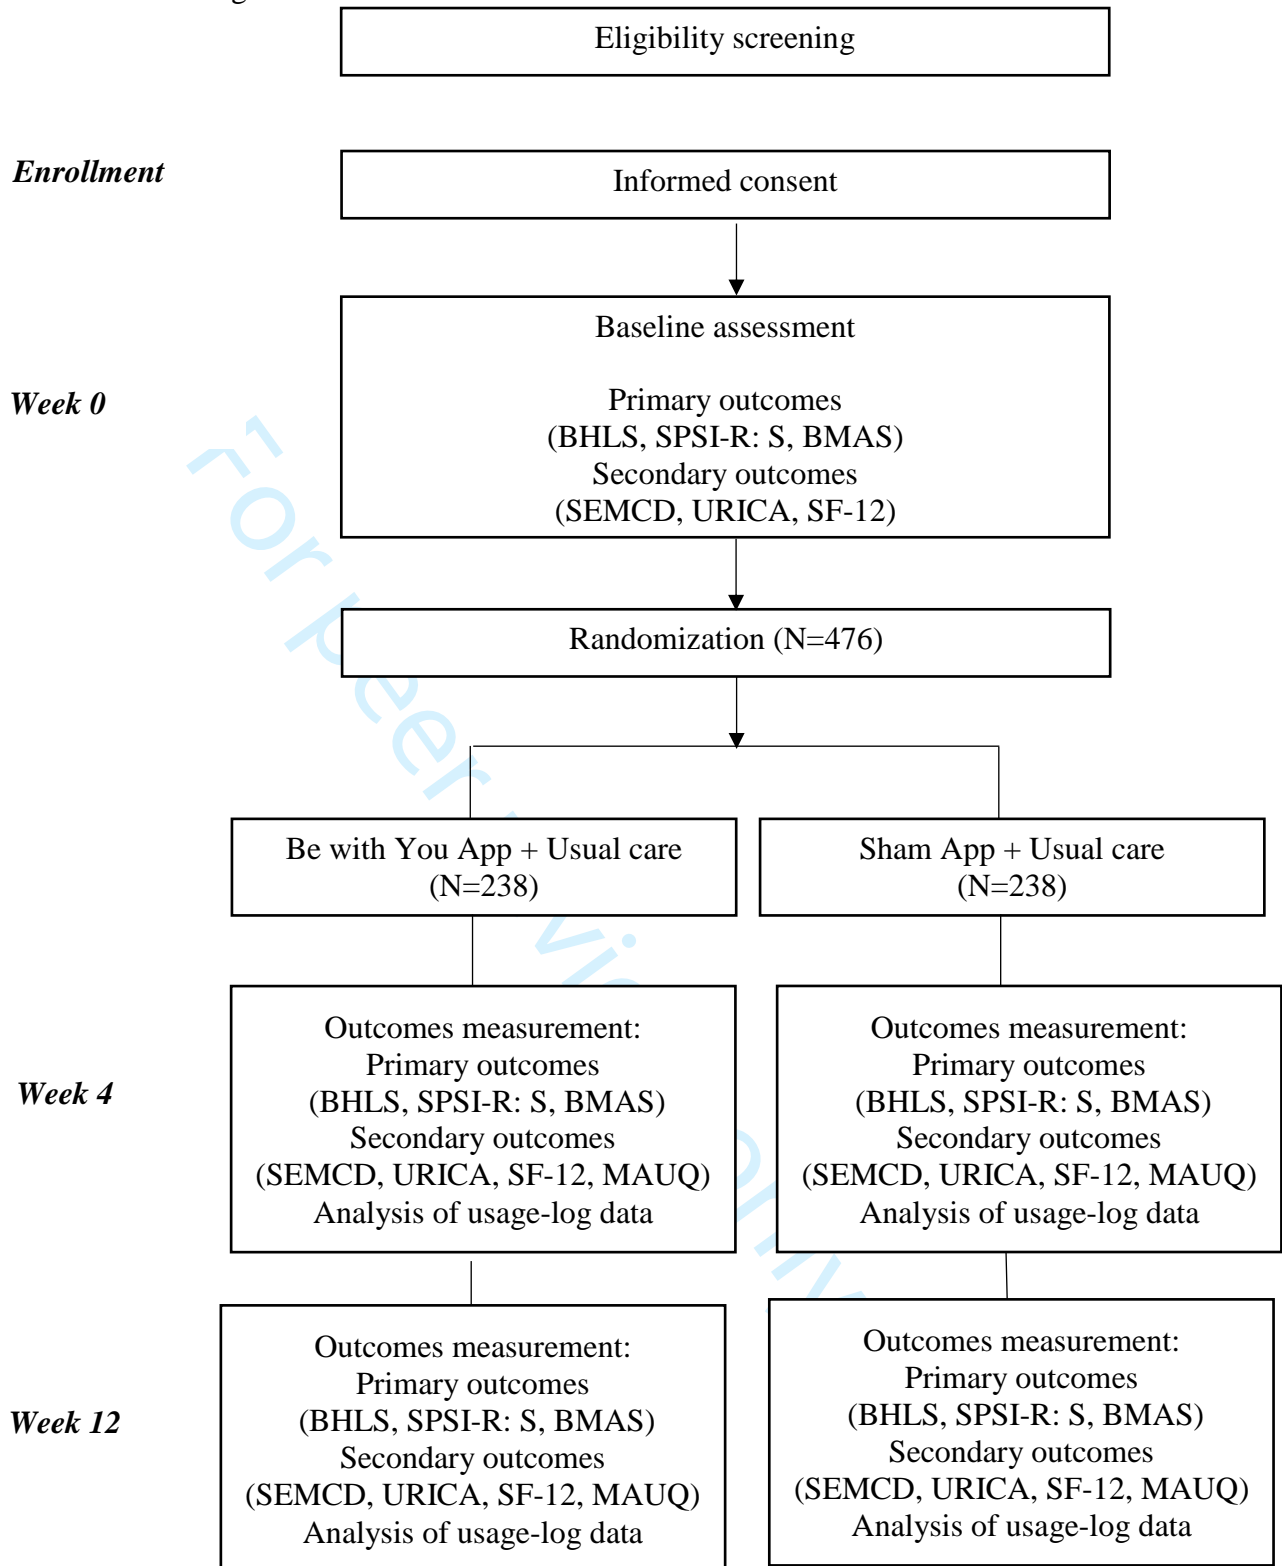 Eligibility screening
Enrollment
Informed consent
Baseline assessment
Week 0
Primary outcomes
(BHLS, SPSI-R: S, BMAS)
Secondary outcomes
(SEMCD, URICA, SF-12)
Randomization (N=476)
Be with You App + Usual care
(N=238)
Sham App + Usual care
(N=238)
Week 4
Outcomes measurement:
Primary outcomes
(BHLS, SPSI-R: S, BMAS)
Secondary outcomes
(SEMCD, URICA, SF-12, MAUQ)
Analysis of usage-log data
Outcomes measurement:
Primary outcomes
(BHLS, SPSI-R: S, BMAS)
Secondary outcomes
(SEMCD, URICA, SF-12, MAUQ)
Analysis of usage-log data
Week 12
Outcomes measurement:
Primary outcomes
(BHLS, SPSI-R: S, BMAS)
Secondary outcomes
(SEMCD, URICA, SF-12, MAUQ)
Analysis of usage-log data
Outcomes measurement:
Primary outcomes
(BHLS, SPSI-R: S, BMAS)
Secondary outcomes
(SEMCD, URICA, SF-12, MAUQ)
Analysis of usage-log data
For peer